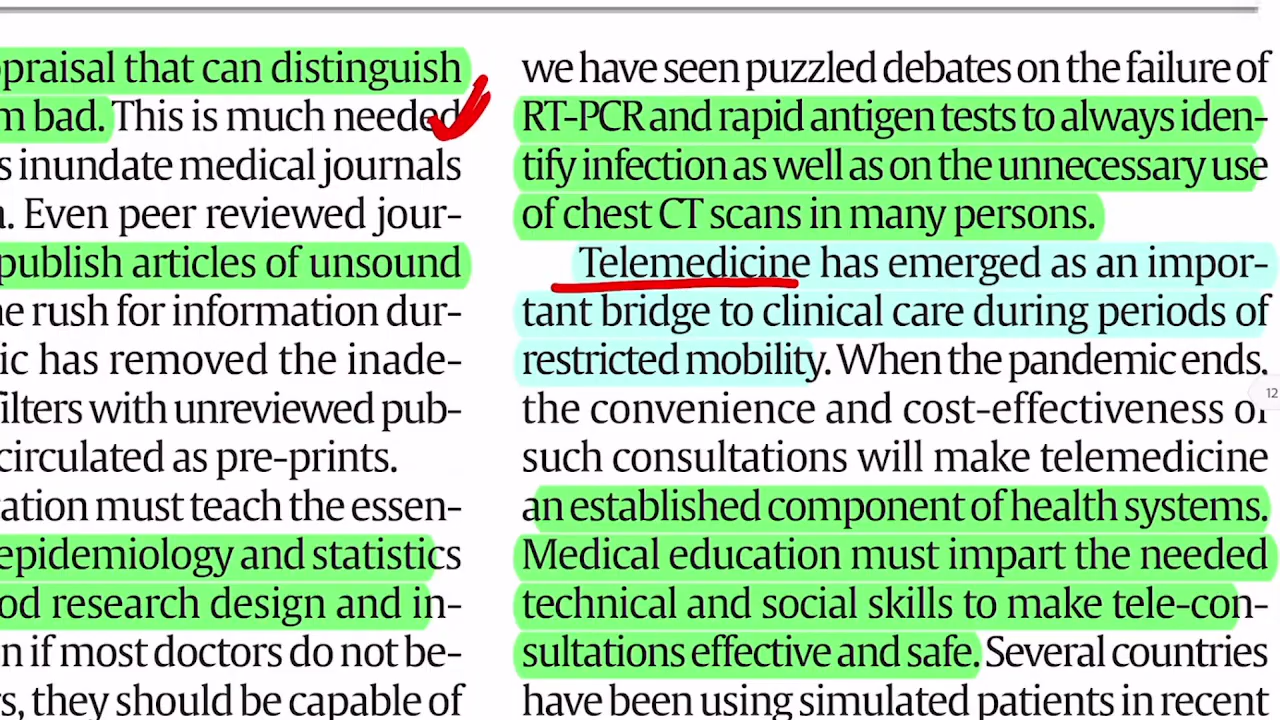 praisal that can distinguish
bad. This is much needed
inundate medical journals
Even peer reviewed jour-
publish articles of unsound
rush for information dur-
has removed the inade-
filters with unreviewed pub-
circulated as pre-prints.
must teach the essen-
epidemiology and statistics
research design and in-
if most doctors do not be-
they should be capable of
we have seen puzzled debates on the failure of
RT-PCR and rapid antigen tests to always iden-
tify infection as well as on the unnecessary use
of chest CT scans in many persons.
Telemedicine has emerged as an impor-
tant bridge to clinical care during periods of
restricted mobility. When the pandemic ends,
the convenience and cost-effectiveness of
such consultations will make telemedicine
an established component of health systems.
Medical education must impart the needed
technical and social skills to make tele-con-
sultations effective and safe. Several countries
have been using simulated patients in recent
12